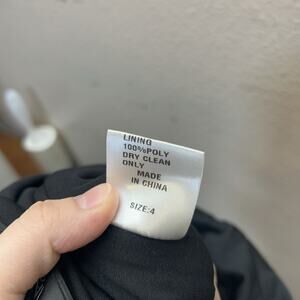 LINING
100%POLY
DRY CLEAN
ONLY
MADE
IN CHINA
SIZE:4